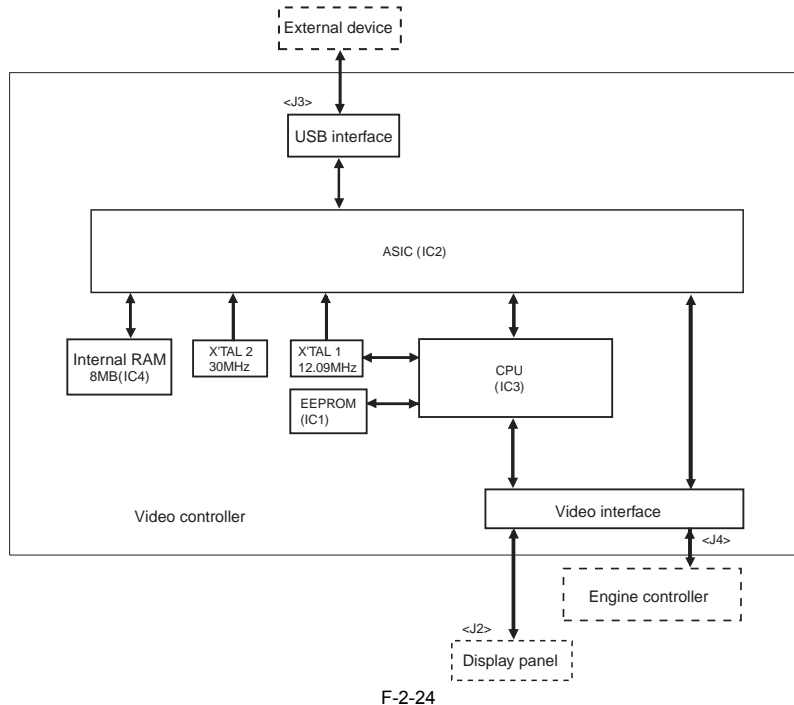 External device
<J3>
USB interface
ASIC (IC2)
Internal RAM
8MB(IC4)
X'TAL 2
30MHz
X'TAL 1
12.09MHz
CPU
(IC3)
EEPROM
(IC1)
Video controller
Video interface
<J4>
Engine controller
<J2>
Display panel
F-2-24